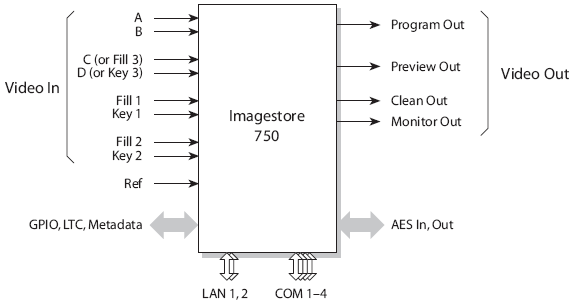 A
B
C (or Fill 3)
D (or Key 3)
Video In
Fill 1
Key 1
Fill 2
Key 2
Ref
GPIO, LTC, Metadata
Imagestore
750
Program Out
Preview Out
Video Out
Clean Out
Monitor Out
AES In, Out
LAN 1, 2
COM 1–4